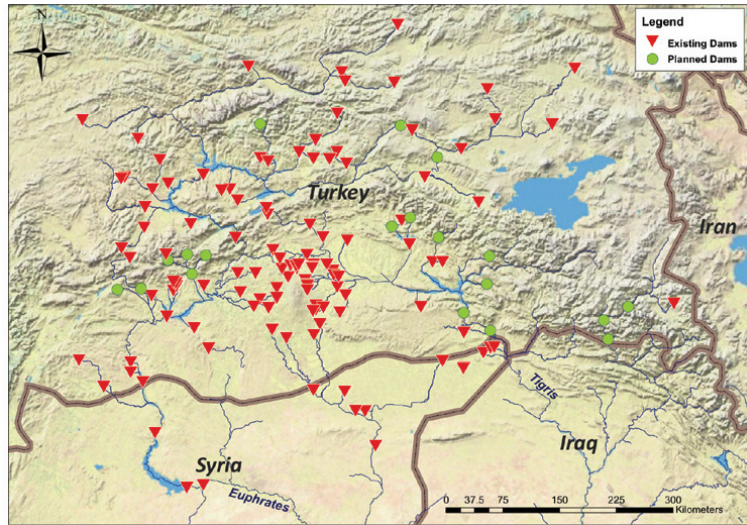 N
Legend
Existing Dams
Planned Dams
Turkey
Iran
Tigris
Iraq
Syria
Euphrates
0 37.5 75 150 225 300
Kilometers